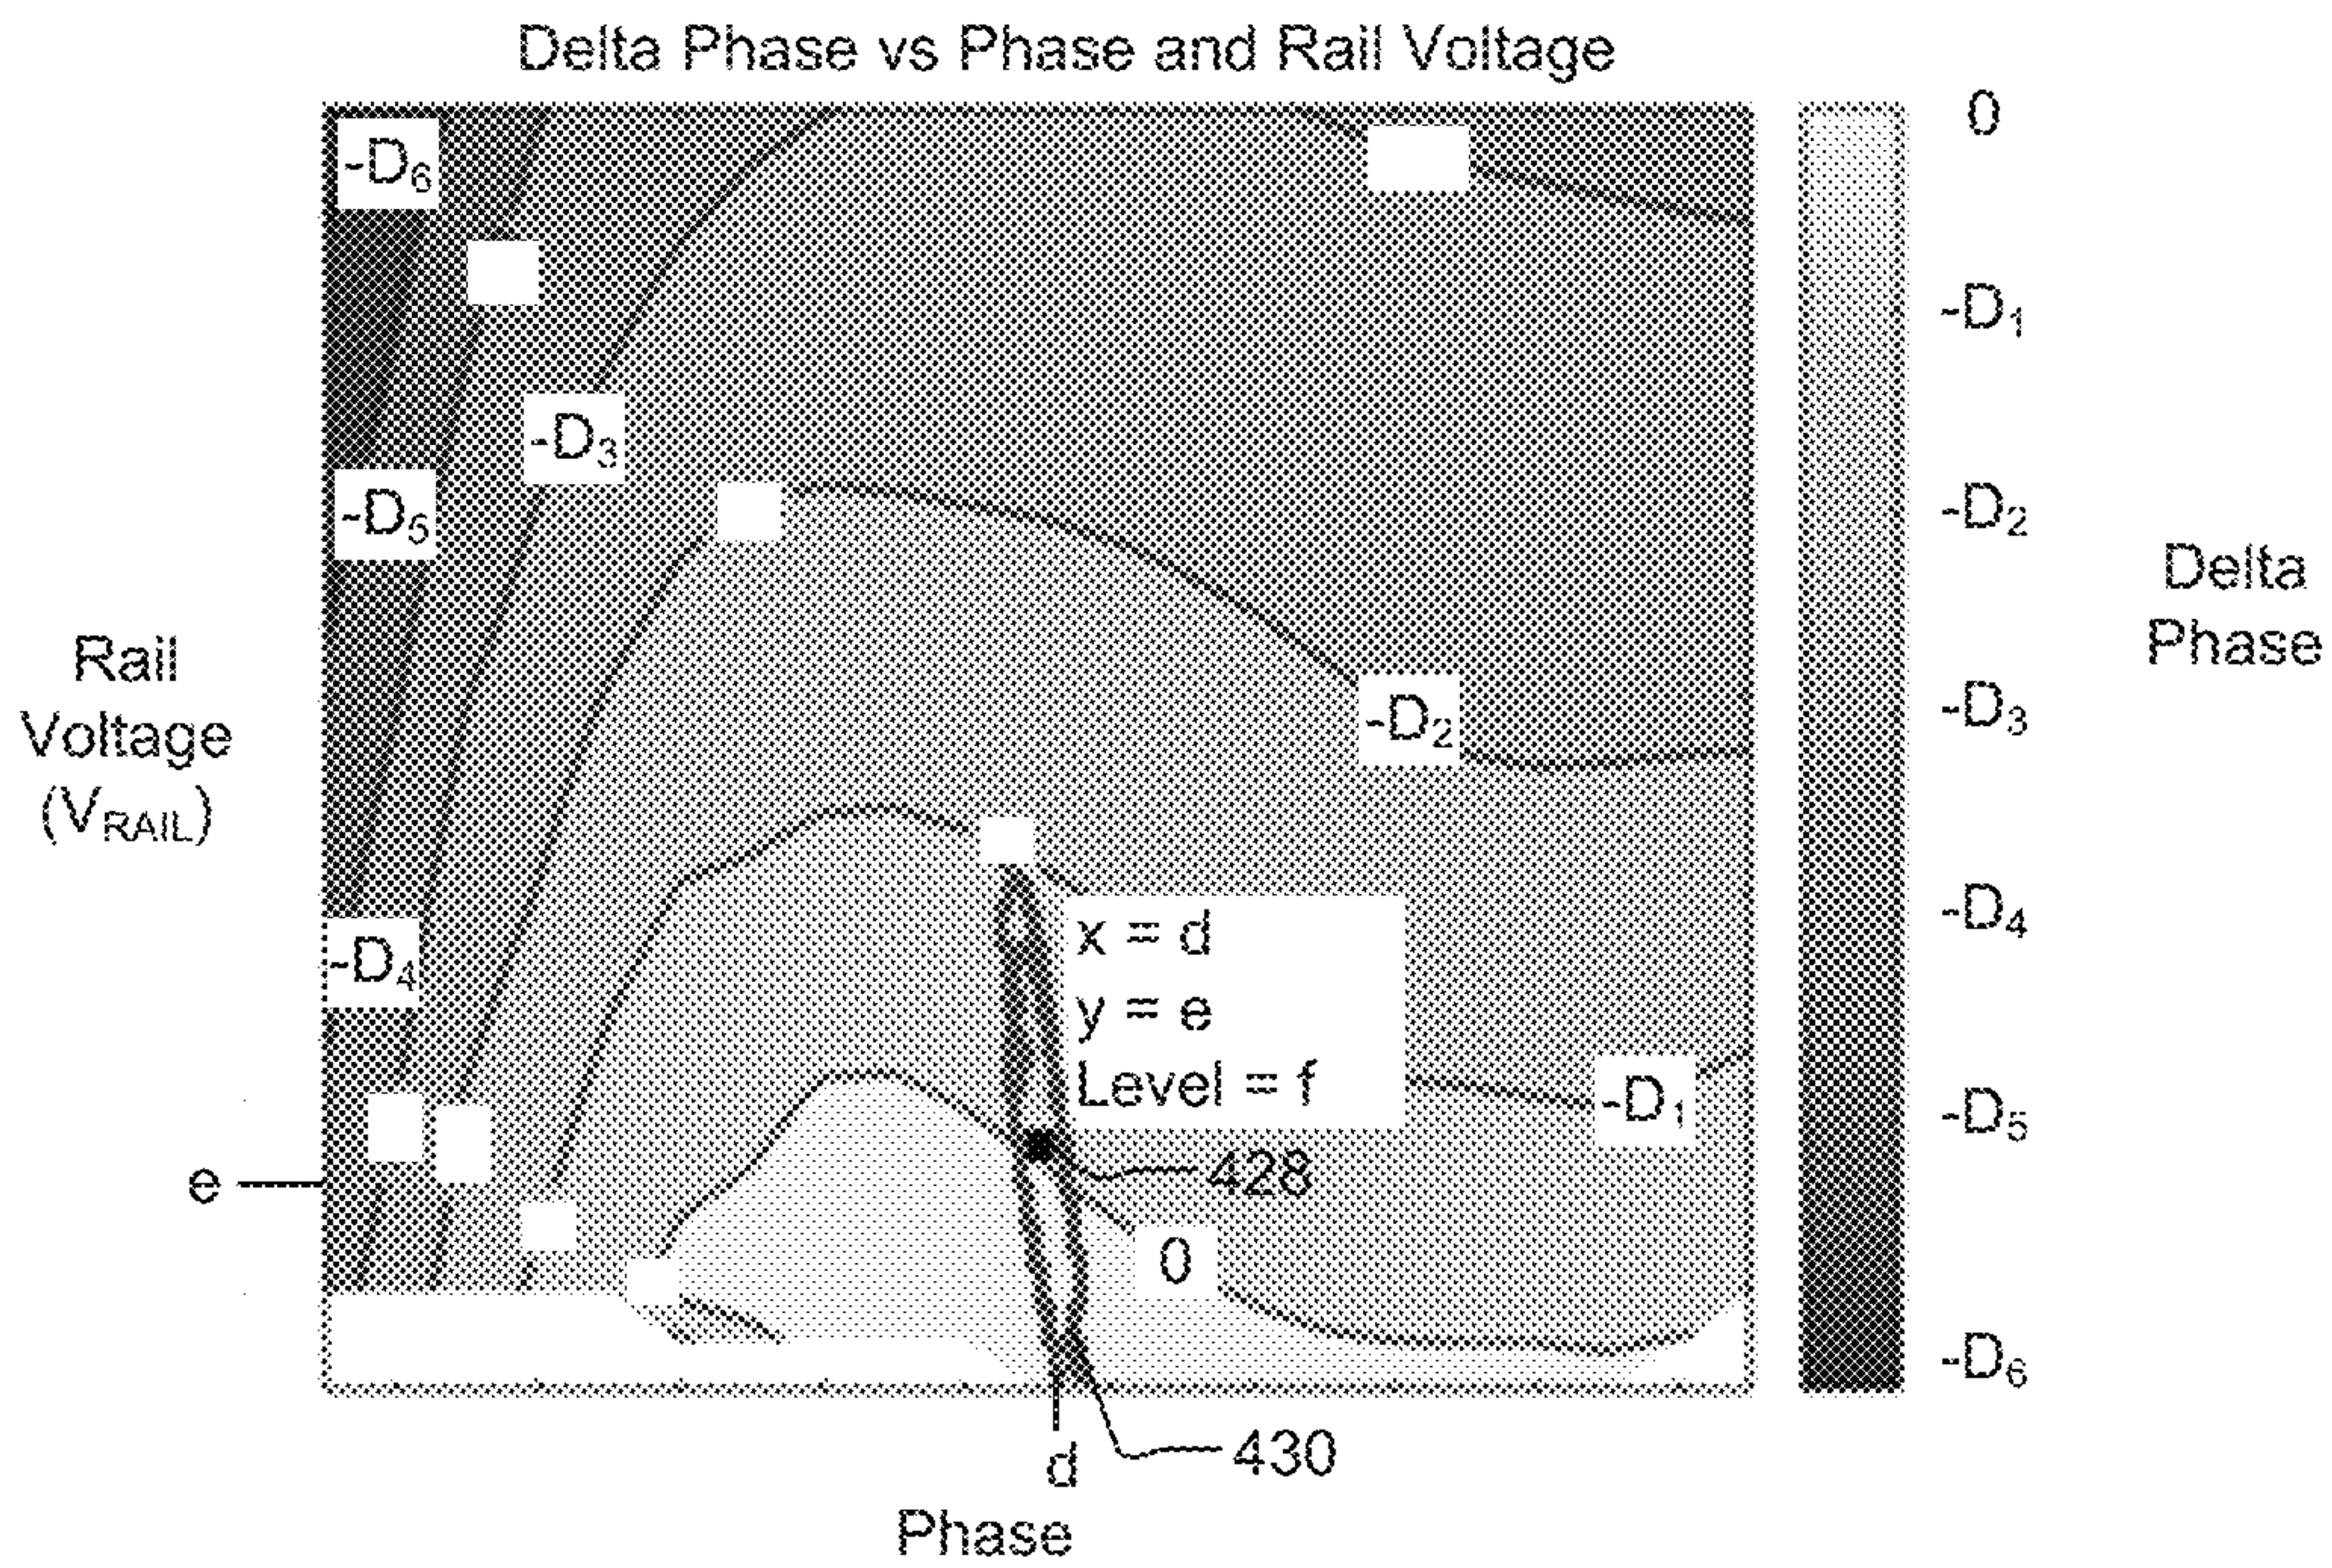 Delta Phase vs Phase and Rail Voltage
-D₆
-D₃
-D₅
-D₂
-D₄
x = d
y = e
Level = f
-D₁
428
0
Rail
Voltage
(V_RAIL)
e
d
430
Phase
0
-D₁
-D₂
-D₃
-D₄
-D₅
-D₆
Delta
Phase